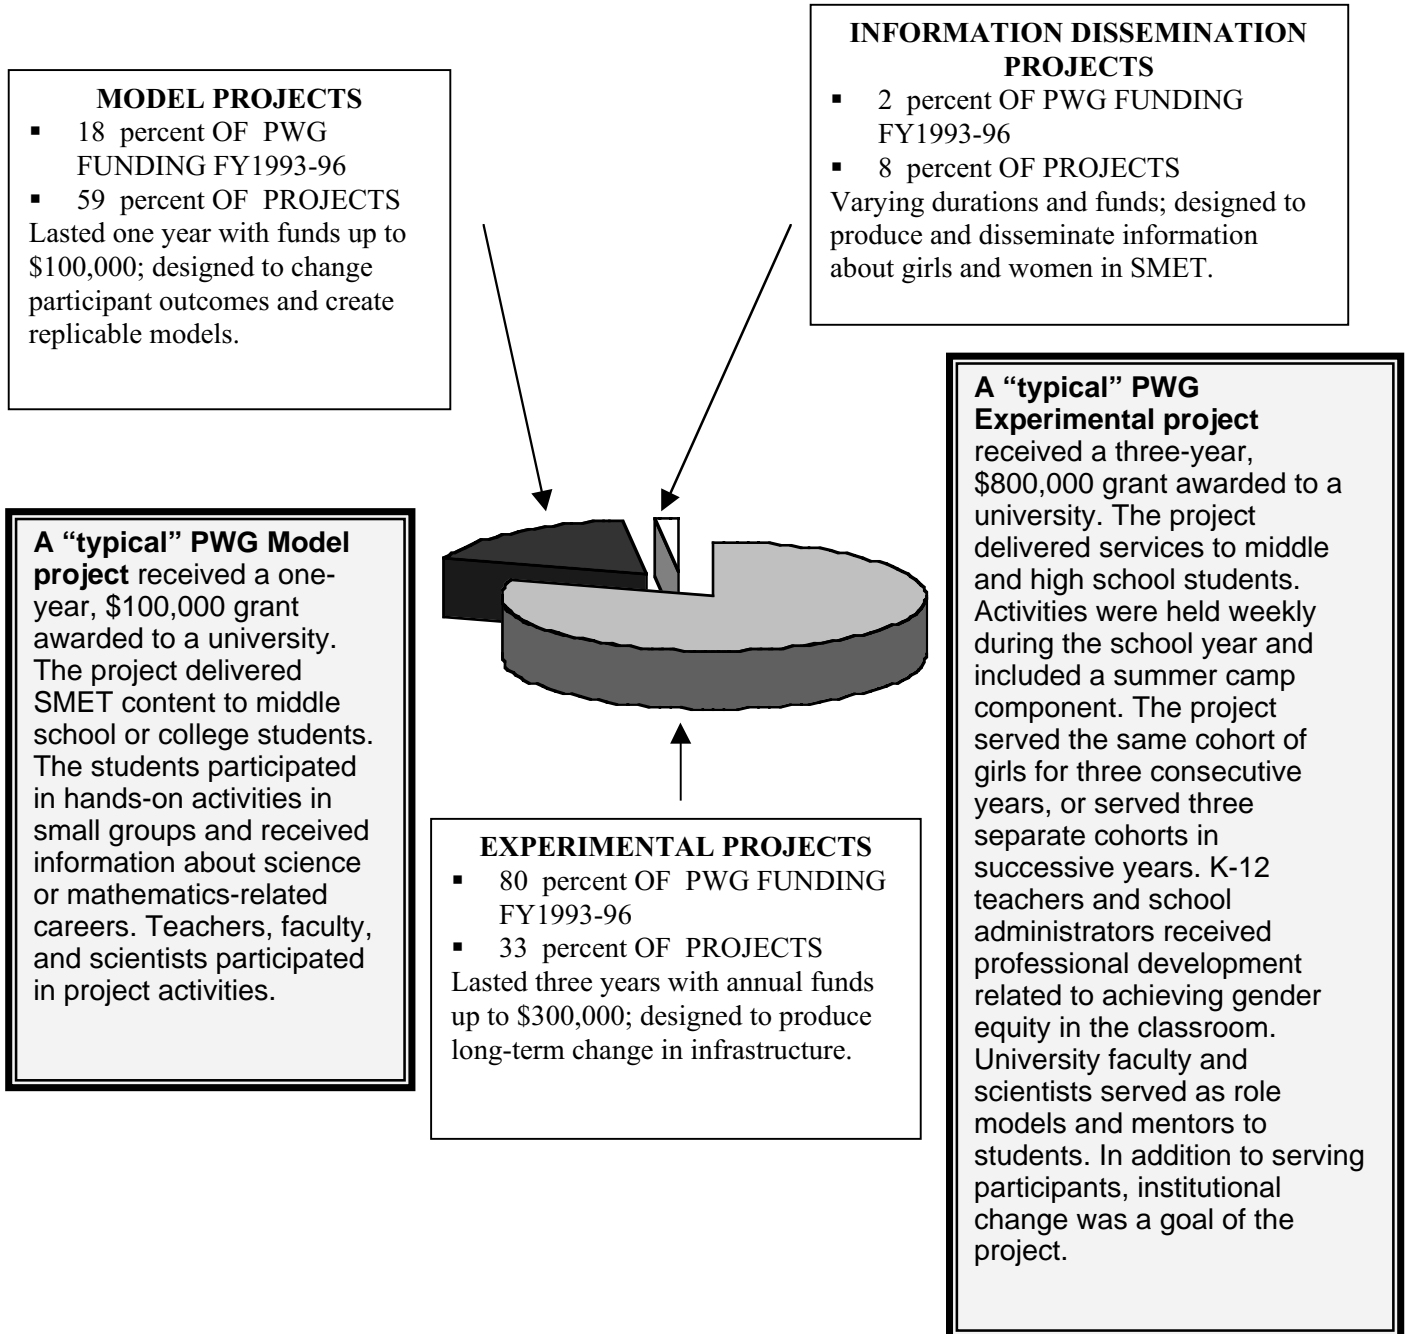 INFORMATION DISSEMINATION
PROJECTS
▪ 2 percent OF PWG FUNDING
FY1993-96
▪ 8 percent OF PROJECTS
Varying durations and funds; designed to
produce and disseminate information
about girls and women in SMET.
MODEL PROJECTS
▪ 18 percent OF PWG
FUNDING FY1993-96
▪ 59 percent OF PROJECTS
Lasted one year with funds up to
$100,000; designed to change
participant outcomes and create
replicable models.
A “typical” PWG Model
project received a one-
year, $100,000 grant
awarded to a university.
The project delivered
SMET content to middle
school or college students.
The students participated
in hands-on activities in
small groups and received
information about science
or mathematics-related
careers. Teachers, faculty,
and scientists participated
in project activities.
EXPERIMENTAL PROJECTS
▪ 80 percent OF PWG FUNDING
FY1993-96
▪ 33 percent OF PROJECTS
Lasted three years with annual funds
up to $300,000; designed to produce
long-term change in infrastructure.
A “typical” PWG
Experimental project
received a three-year,
$800,000 grant awarded to a
university. The project
delivered services to middle
and high school students.
Activities were held weekly
during the school year and
included a summer camp
component. The project
served the same cohort of
girls for three consecutive
years, or served three
separate cohorts in
successive years. K-12
teachers and school
administrators received
professional development
related to achieving gender
equity in the classroom.
University faculty and
scientists served as role
models and mentors to
students. In addition to serving
participants, institutional
change was a goal of the
project.